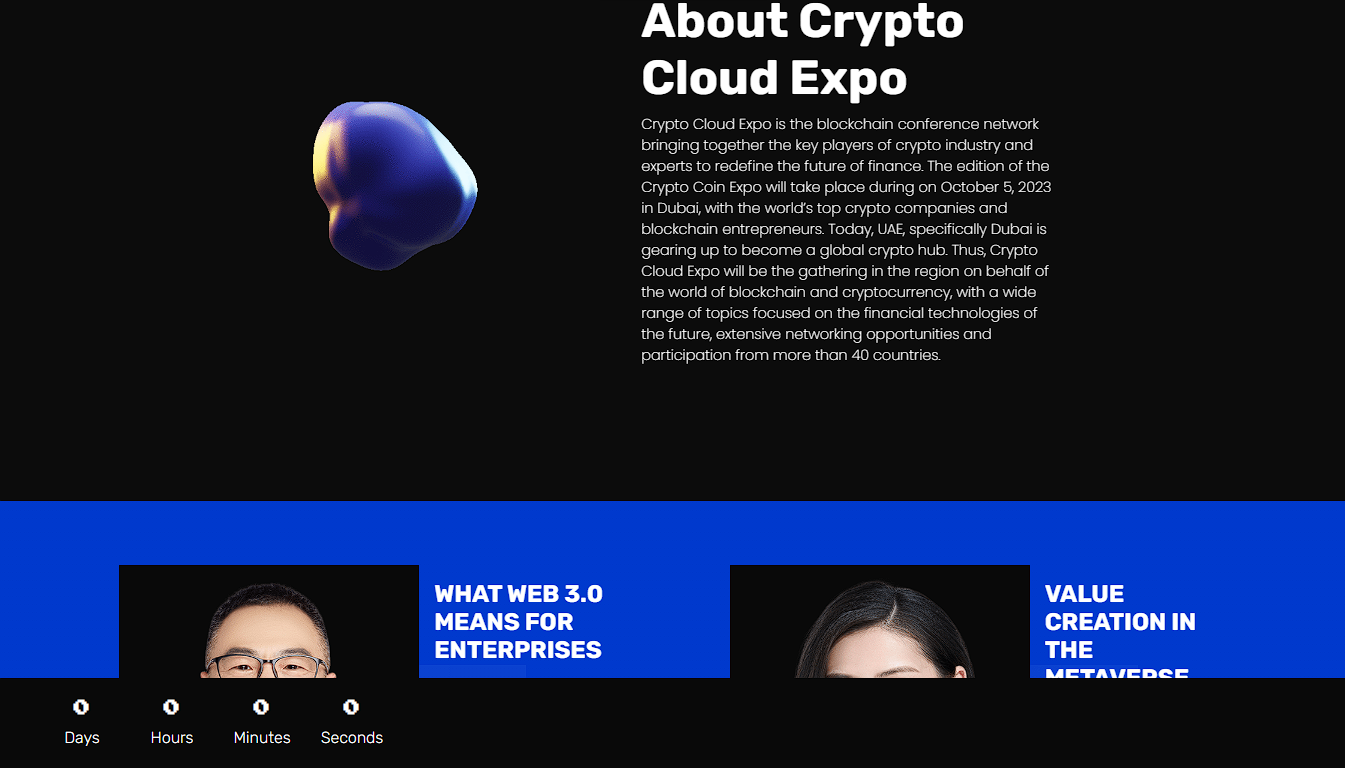 About Crypto
Cloud Expo
Crypto Cloud Expo is the blockchain conference network
bringing together the key players of crypto industry and
experts to redefine the future of finance. The edition of the
Crypto Coin Expo will take place during on October 5, 2023
in Dubai, with the world’s top crypto companies and
blockchain entrepreneurs. Today, UAE, specifically Dubai is
gearing up to become a global crypto hub. Thus, Crypto
Cloud Expo will be the gathering in the region on behalf of
the world of blockchain and cryptocurrency, with a wide
range of topics focused on the financial technologies of
the future, extensive networking opportunities and
participation from more than 40 countries.
WHAT WEB 3.0
MEANS FOR
ENTERPRISES
VALUE
CREATION IN
THE
METAVERSE
0 0 0 0
Days Hours Minutes Seconds